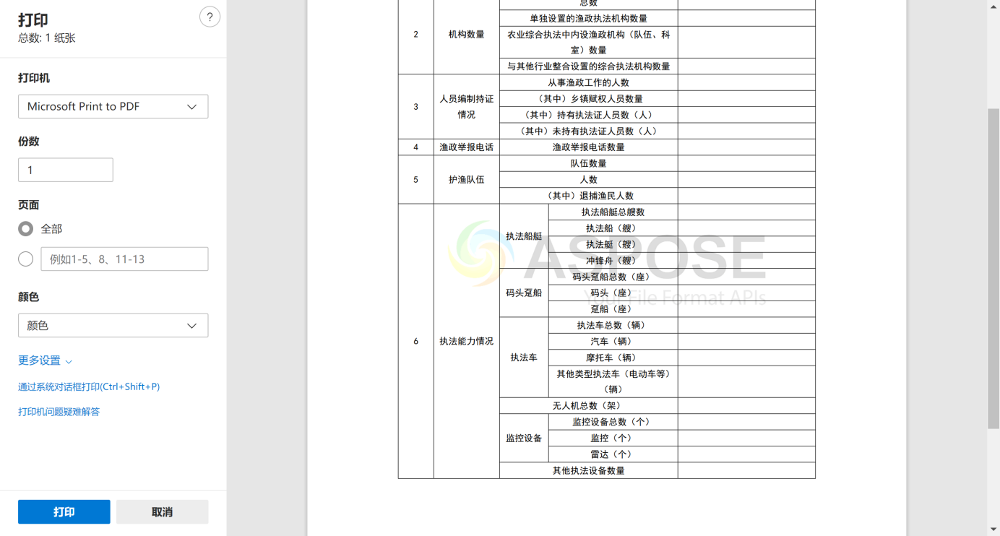 打印
?
总数: 1 纸张
打印机
Microsoft Print to PDF
份数
1
页面
全部
例如1-5、8、11-13
颜色
颜色
更多设置
通过系统对话框打印(Ctrl+Shift+P)
打印机问题疑难解答
打印
取消
总数
2
机构数量
单独设置的渔政执法机构数量
农业综合执法中内设渔政机构（队伍、科
室）数量
与其他行业整合设置的综合执法机构数量
3
人员编制持证
情况
从事渔政工作的人数
（其中）乡镇赋权人员数量
（其中）持有执法证人员数（人）
（其中）未持有执法证人员数（人）
4
渔政举报电话
渔政举报电话数量
5
护渔队伍
队伍数量
人数
（其中）退捕渔民人数
6
执法能力情况
执法船艇
执法船艇总艘数
执法船（艘）
执法艇（艘）
冲锋舟（艘）
码头趸船
码头趸船总数（座）
码头（座）
趸船（座）
执法车
执法车总数（辆）
汽车（辆）
摩托车（辆）
其他类型执法车（电动车等）
（辆）
无人机总数（架）
监控设备
监控设备总数（个）
监控（个）
雷达（个）
其他执法设备数量
ASPOSE
Your File Format APIs